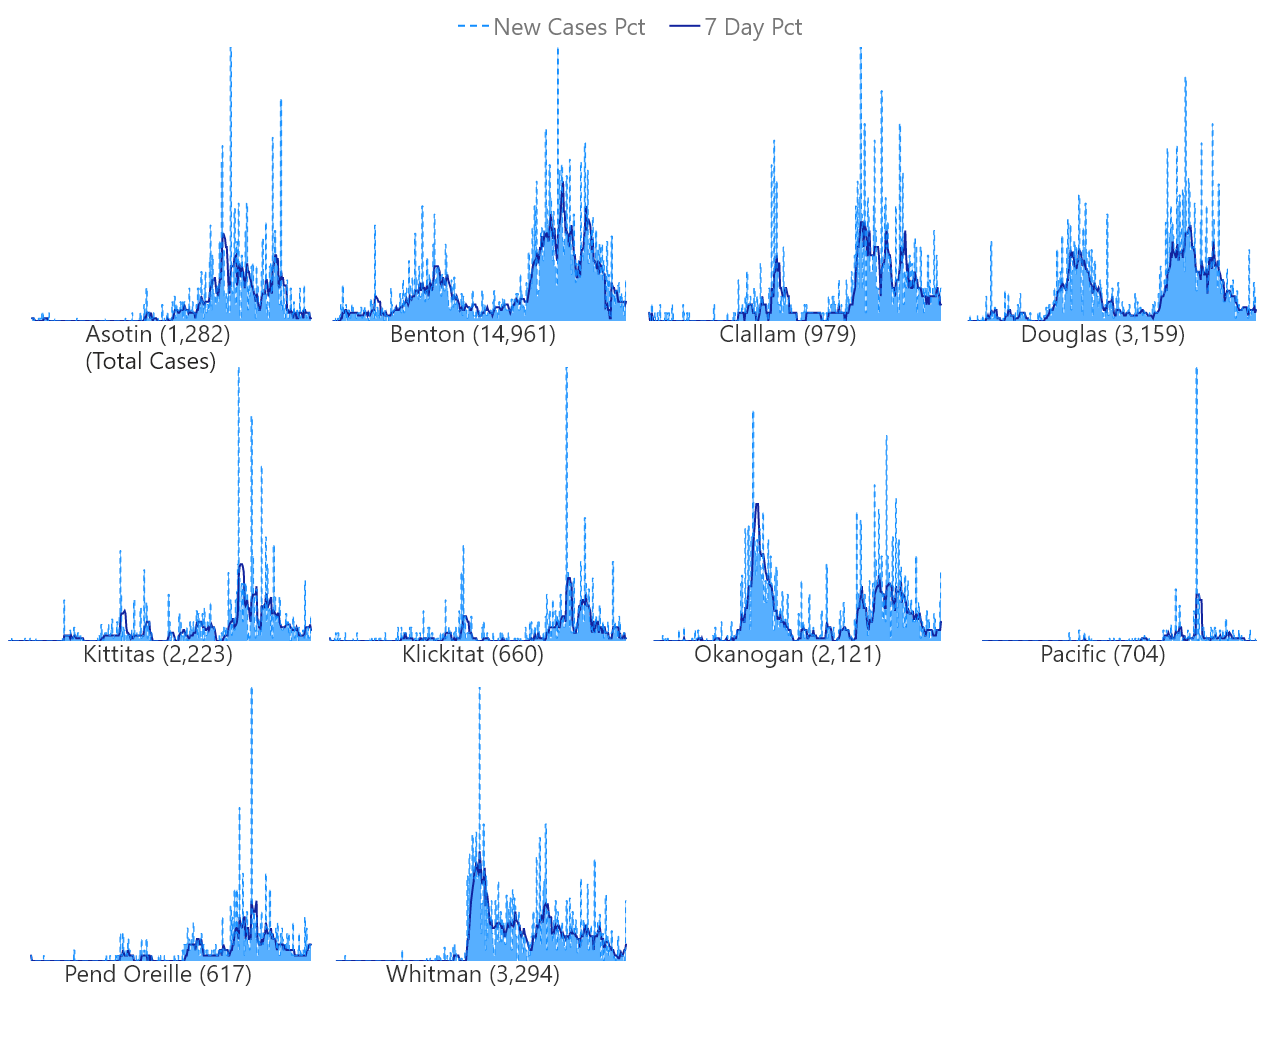 New Cases Pct 7 Day Pct
Asotin (1,282) Benton (14,961) Clallam (979) Douglas (3,159)
(Total Cases)
Kittitas (2,223) Klickitat (660) Okanogan (2,121) Pacific (704)
Pend Oreille (617) Whitman (3,294)